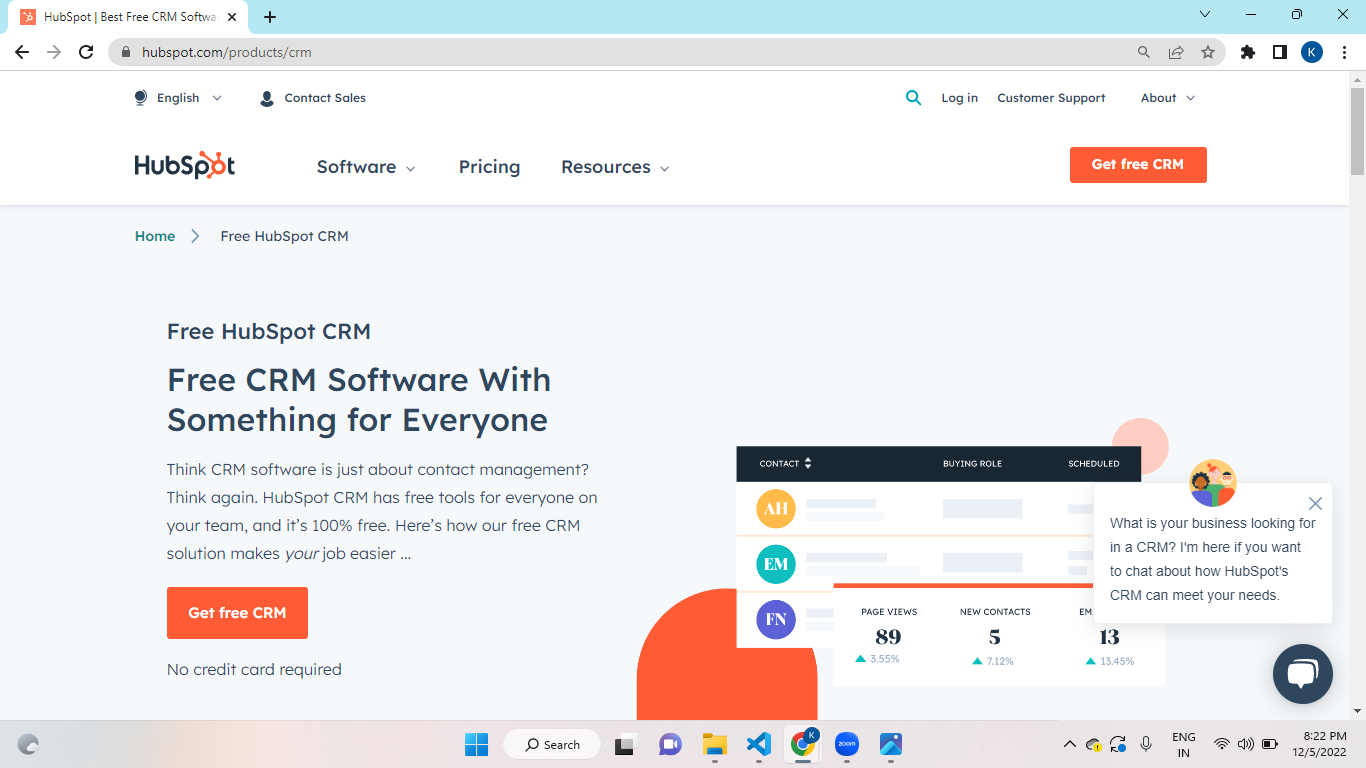 HubSpot | Best Free CRM Softwa
hubspot.com/products/crm
K
English
Contact Sales
Log in
Customer Support
About
HubSpot
Software
Pricing
Resources
Get free CRM
Home
Free HubSpot CRM
Free HubSpot CRM
Free CRM Software With
Something for Everyone
Think CRM software is just about contact management?
Think again. HubSpot CRM has free tools for everyone on
your team, and it’s 100% free. Here’s how our free CRM
solution makes your job easier ...
Get free CRM
No credit card required
CONTACT
BUYING ROLE
SCHEDULED
AH
EM
FN
PAGE VIEWS
NEW CONTACTS
89
5
13
3.55%
7.12%
13.45%
What is your business looking for
in a CRM? I'm here if you want
to chat about how HubSpot's
CRM can meet your needs.
Search
K
zoom
ENG
IN
8:22 PM
12/5/2022